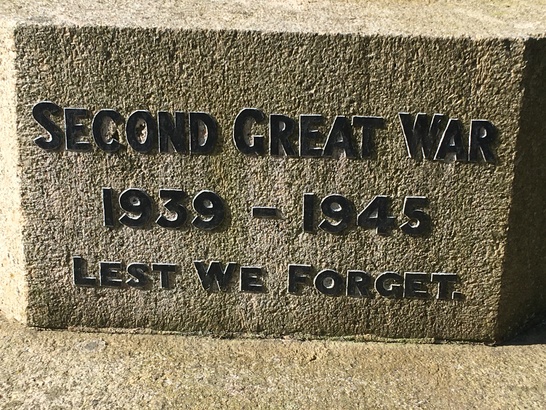 Second Great War
1939 - 1945
Lest We Forget.